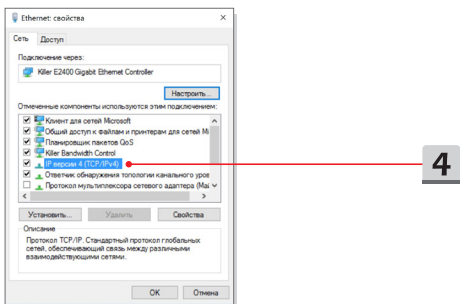 Ethernet: свойства
Сеть
Доступ
Подключение через:
Killer E2400 Gigabit Ethernet Controller
Настроить...
Отмеченные компоненты используются этим подключением:
Клиент для сетей Microsoft
Общий доступ к файлам и принтерам для сетей Mi
Планировщик пакетов QoS
Killer Bandwidth Control
IP версии 4 (TCP/IPv4)
4
Ответчик обнаружения топологии канального уров
Протокол мультиплексора сетевого адаптера (Май
Установить...
Удалить
Свойства
Описание
Протокол TCP/IP. Стандартный протокол глобальных
сетей, обеспечивающий связь между различными
взаимодействующими сетями.
OK
Отмена